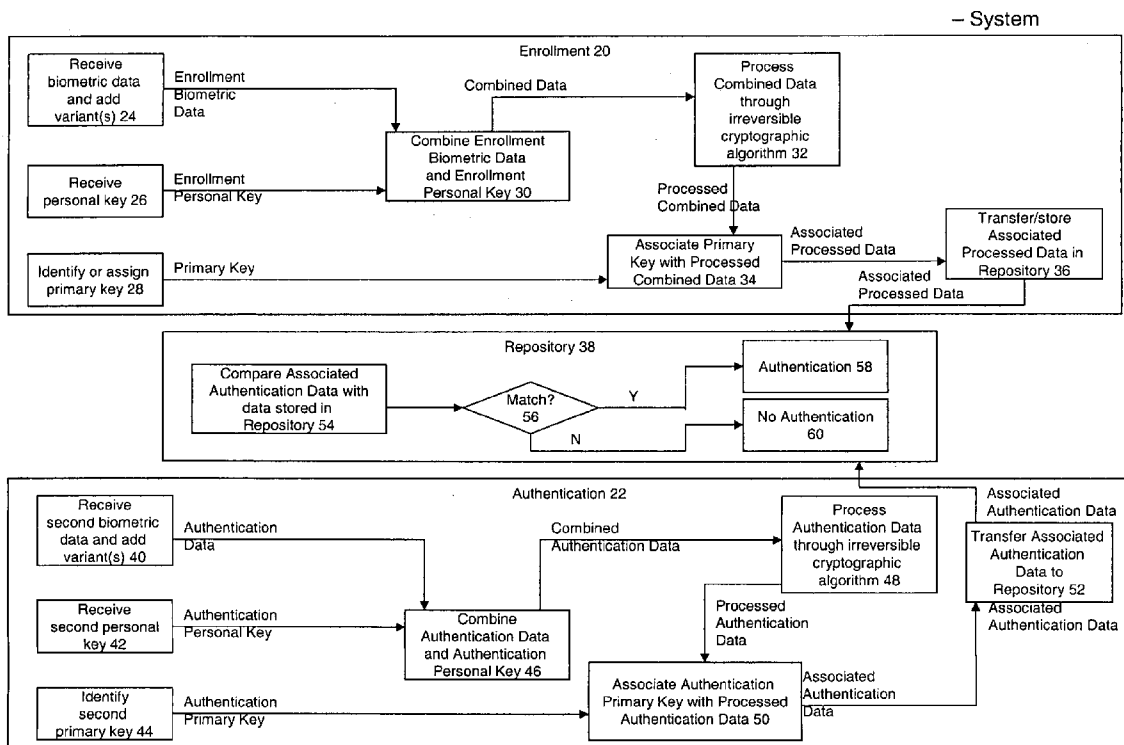 – System
Enrollment 20
Receive
biometric data
and add
variant(s) 24
Enrollment
Biometric
Data
Combined Data
Process
Combined Data
through
irreversible
cryptographic
algorithm 32
Combine Enrollment
Biometric Data
and Enrollment
Personal Key 30
Receive
personal key 26
Enrollment
Personal Key
Processed
Combined Data
Identify or assign
primary key 28
Primary Key
Associate Primary
Key with Processed
Combined Data 34
Associated
Processed Data
Transfer/store
Associated
Processed Data in
Repository 36
Associated
Processed Data
Repository 38
Compare Associated
Authentication Data with
data stored in
Repository 54
Match?
56
Y
N
Authentication 58
No Authentication
60
Authentication 22
Receive
second biometric
data and add
variant(s) 40
Authentication
Data
Combined
Authentication Data
Process
Authentication Data
through irreversible
cryptographic
algorithm 48
Associated
Authentication Data
Transfer Associated
Authentication
Data to
Repository 52
Associated
Authentication Data
Receive
second personal
key 42
Authentication
Personal Key
Combine
Authentication Data
and Authentication
Personal Key 46
Processed
Authentication
Data
Identify
second
primary key 44
Authentication
Primary Key
Associate Authentication
Primary Key with Processed
Authentication Data 50
Associated
Authentication
Data